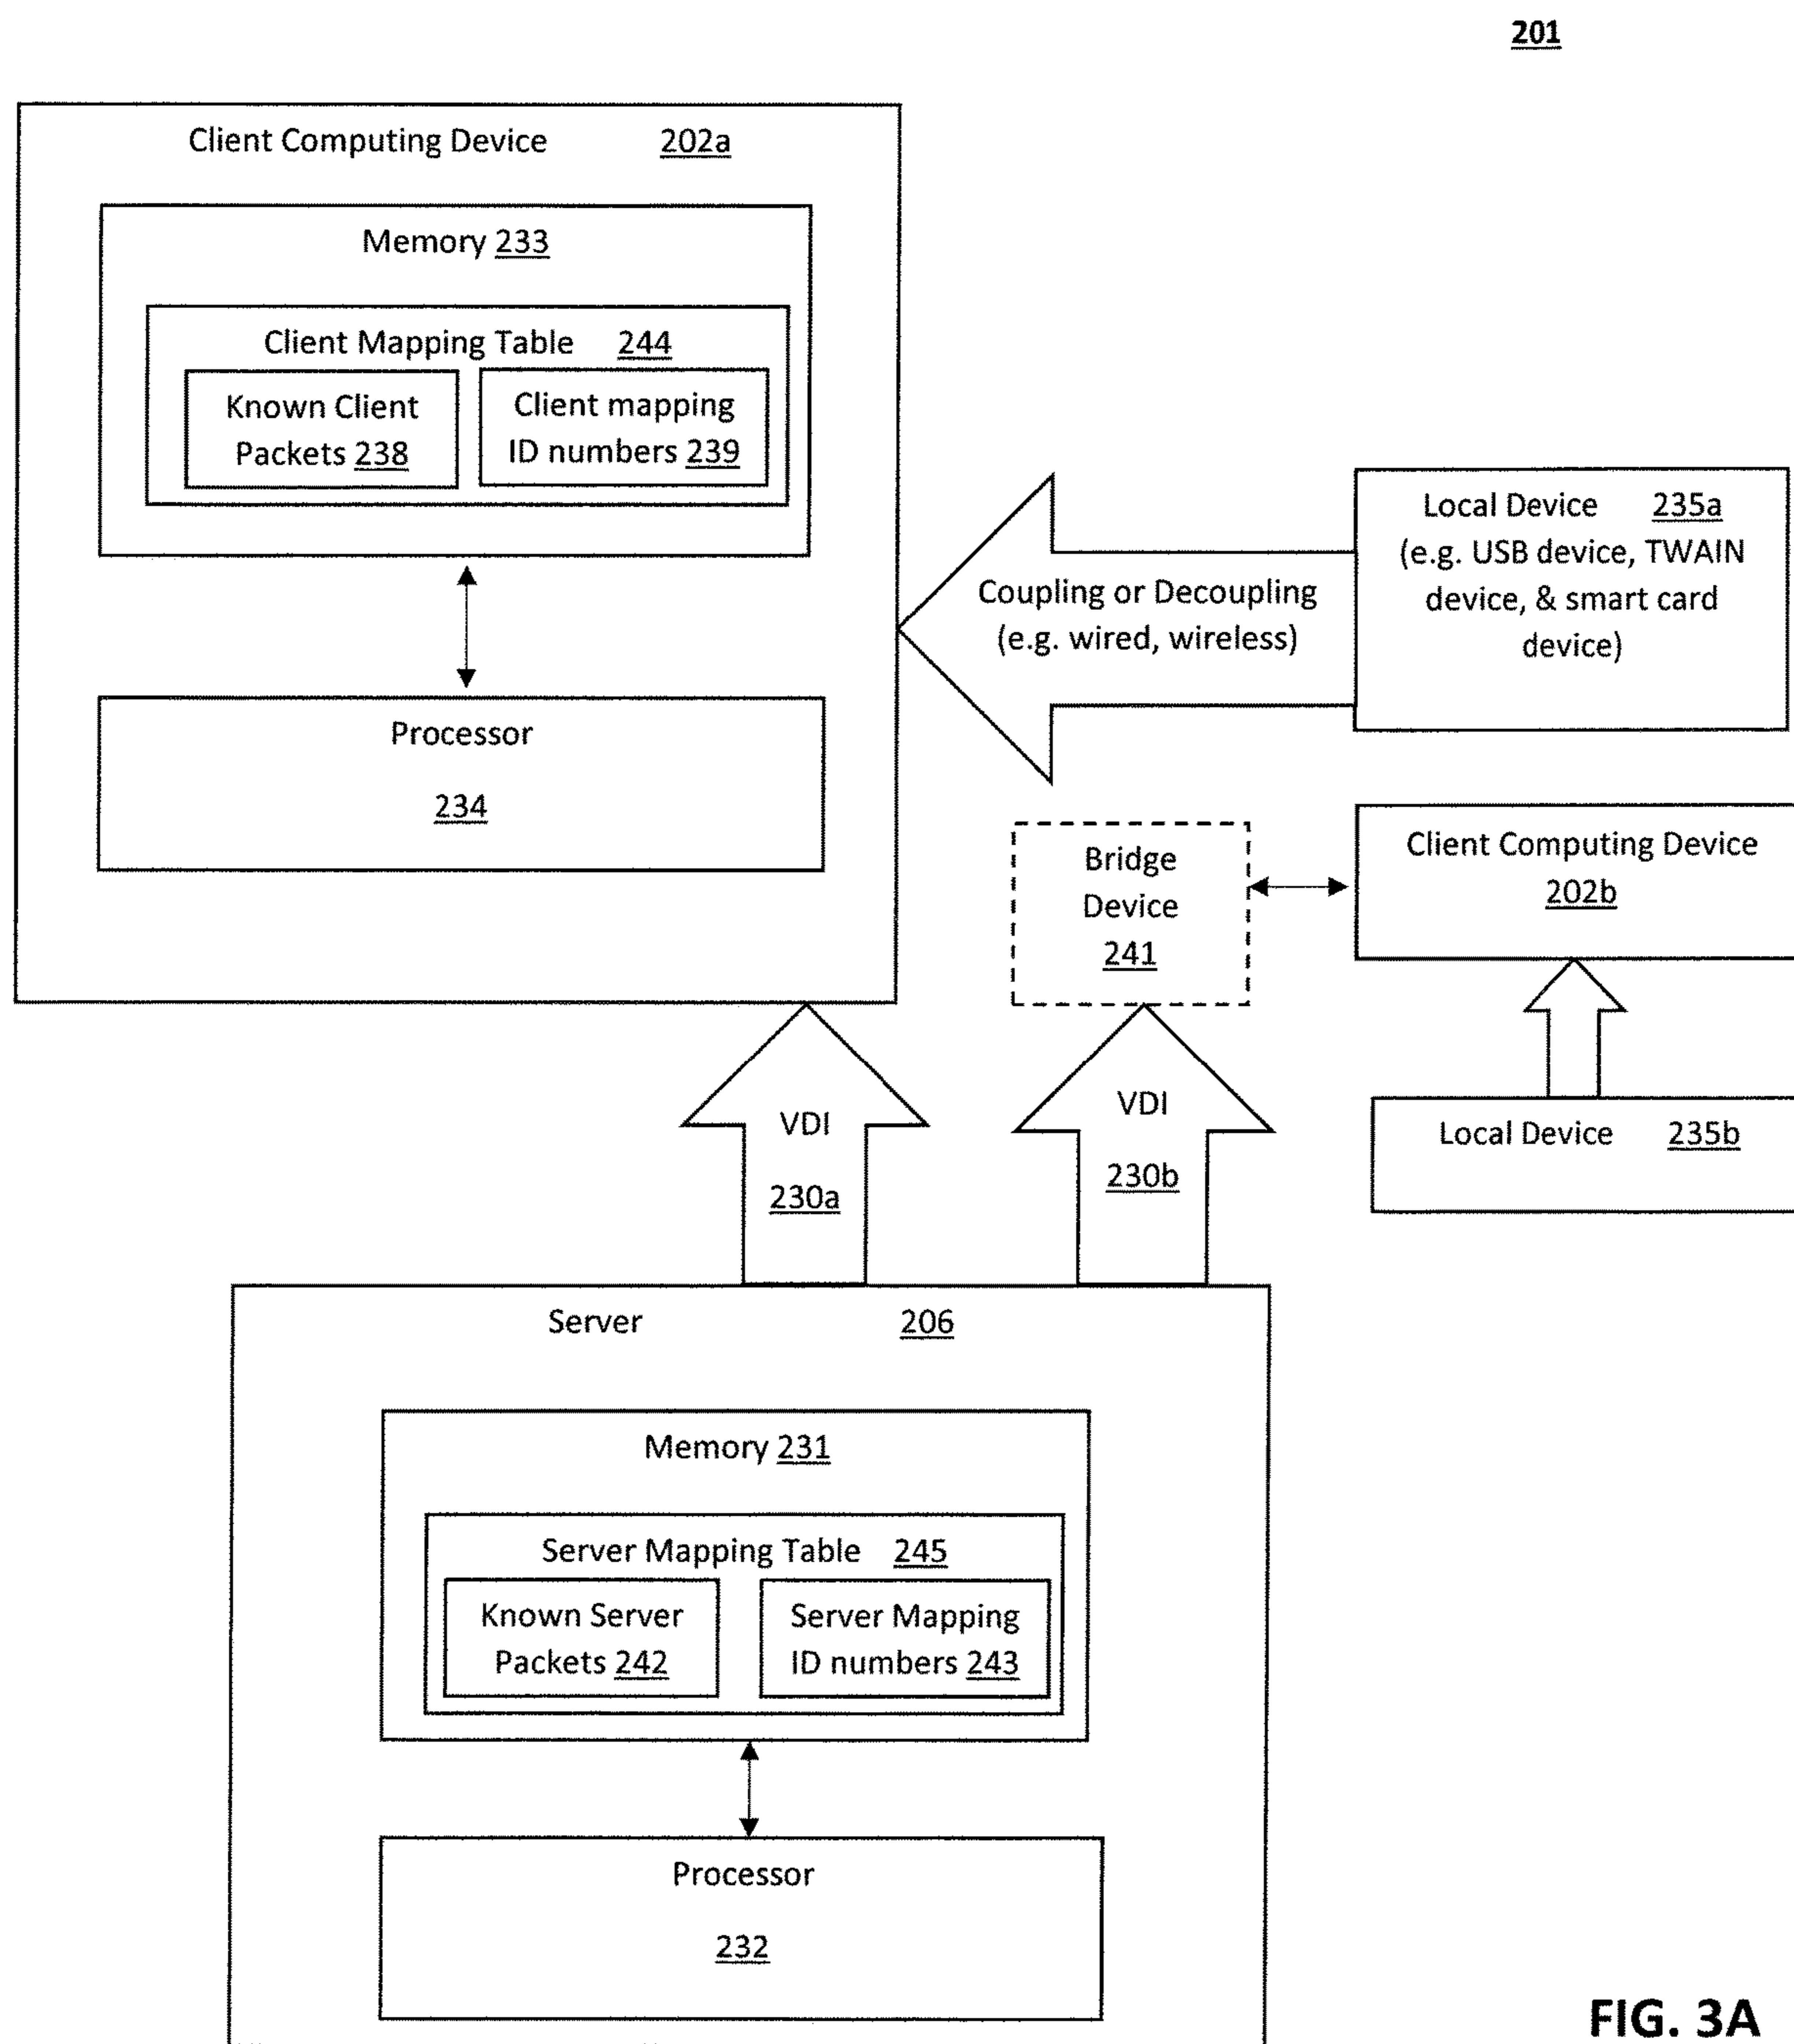 201
Client Computing Device 202a
Memory 233
Client Mapping Table 244
Known Client
Packets 238
Client mapping
ID numbers 239
Processor
234
Coupling or Decoupling
(e.g. wired, wireless)
Local Device 235a
(e.g. USB device, TWAIN
device, & smart card
device)
Bridge
Device
241
Client Computing Device
202b
Local Device 235b
VDI
230a
VDI
230b
Server 206
Memory 231
Server Mapping Table 245
Known Server
Packets 242
Server Mapping
ID numbers 243
Processor
232
FIG. 3A